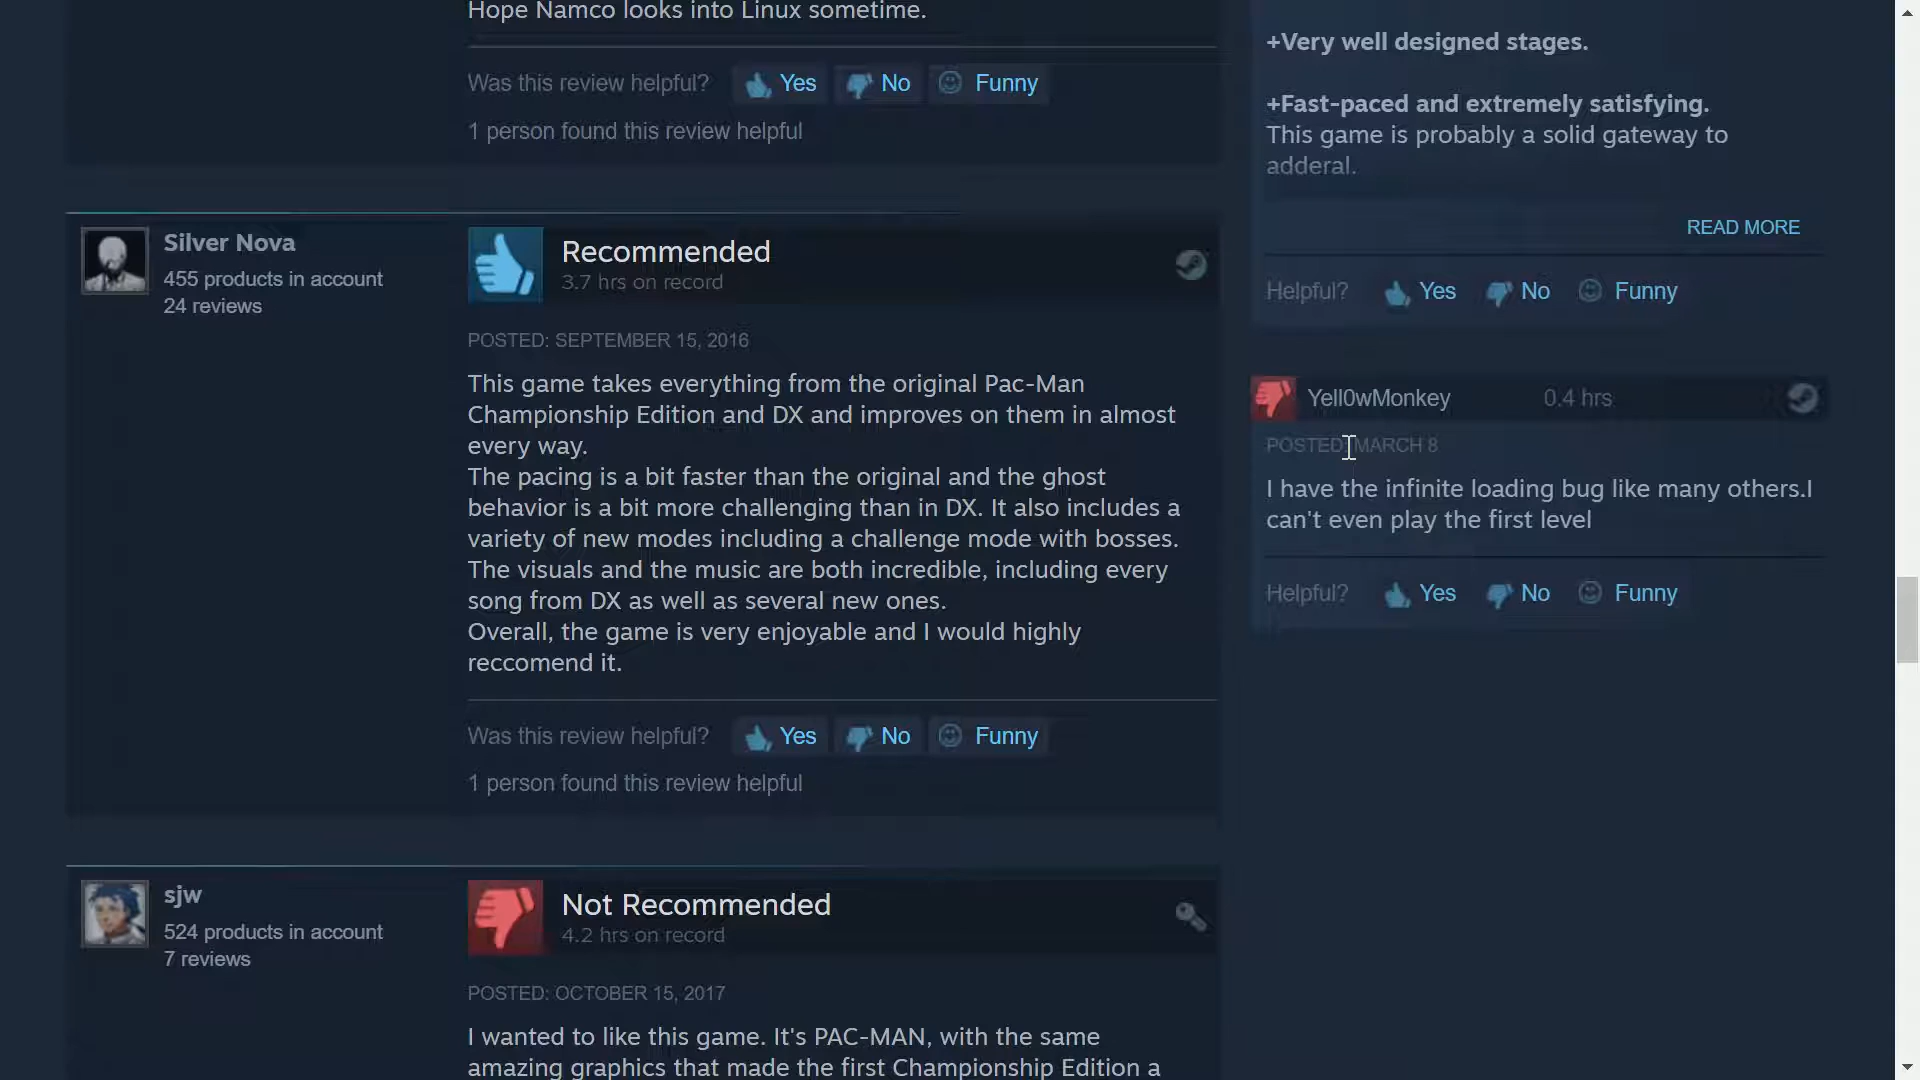 Hope Namco looks into Linux sometime.
Was this review helpful? Yes No Funny
1 person found this review helpful
Silver Nova
455 products in account
24 reviews
Recommended
3.7 hrs on record
POSTED: SEPTEMBER 15, 2016
This game takes everything from the original Pac-Man
Championship Edition and DX and improves on them in almost
every way.
The pacing is a bit faster than the original and the ghost
behavior is a bit more challenging than in DX. It also includes a
variety of new modes including a challenge mode with bosses.
The visuals and the music are both incredible, including every
song from DX as well as several new ones.
Overall, the game is very enjoyable and I would highly
reccomend it.
Was this review helpful? Yes No Funny
1 person found this review helpful
sjw
524 products in account
7 reviews
Not Recommended
4.2 hrs on record
POSTED: OCTOBER 15, 2017
I wanted to like this game. It's PAC-MAN, with the same
amazing graphics that made the first Championship Edition a
+Very well designed stages.
+Fast-paced and extremely satisfying.
This game is probably a solid gateway to
adderal.
READ MORE
Helpful? Yes No Funny
Yell0wMonkey 0.4 hrs
POSTED: MARCH 8
I have the infinite loading bug like many others.I
can't even play the first level
Helpful? Yes No Funny